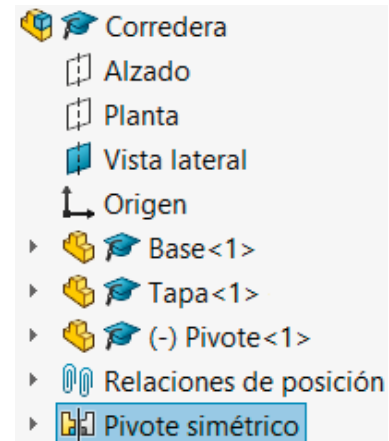 Corredera
Alzado
Planta
Vista lateral
Origen
Base<1>
Tapa<1>
(-) Pivote<1>
Relaciones de posición
Pivote simétrico